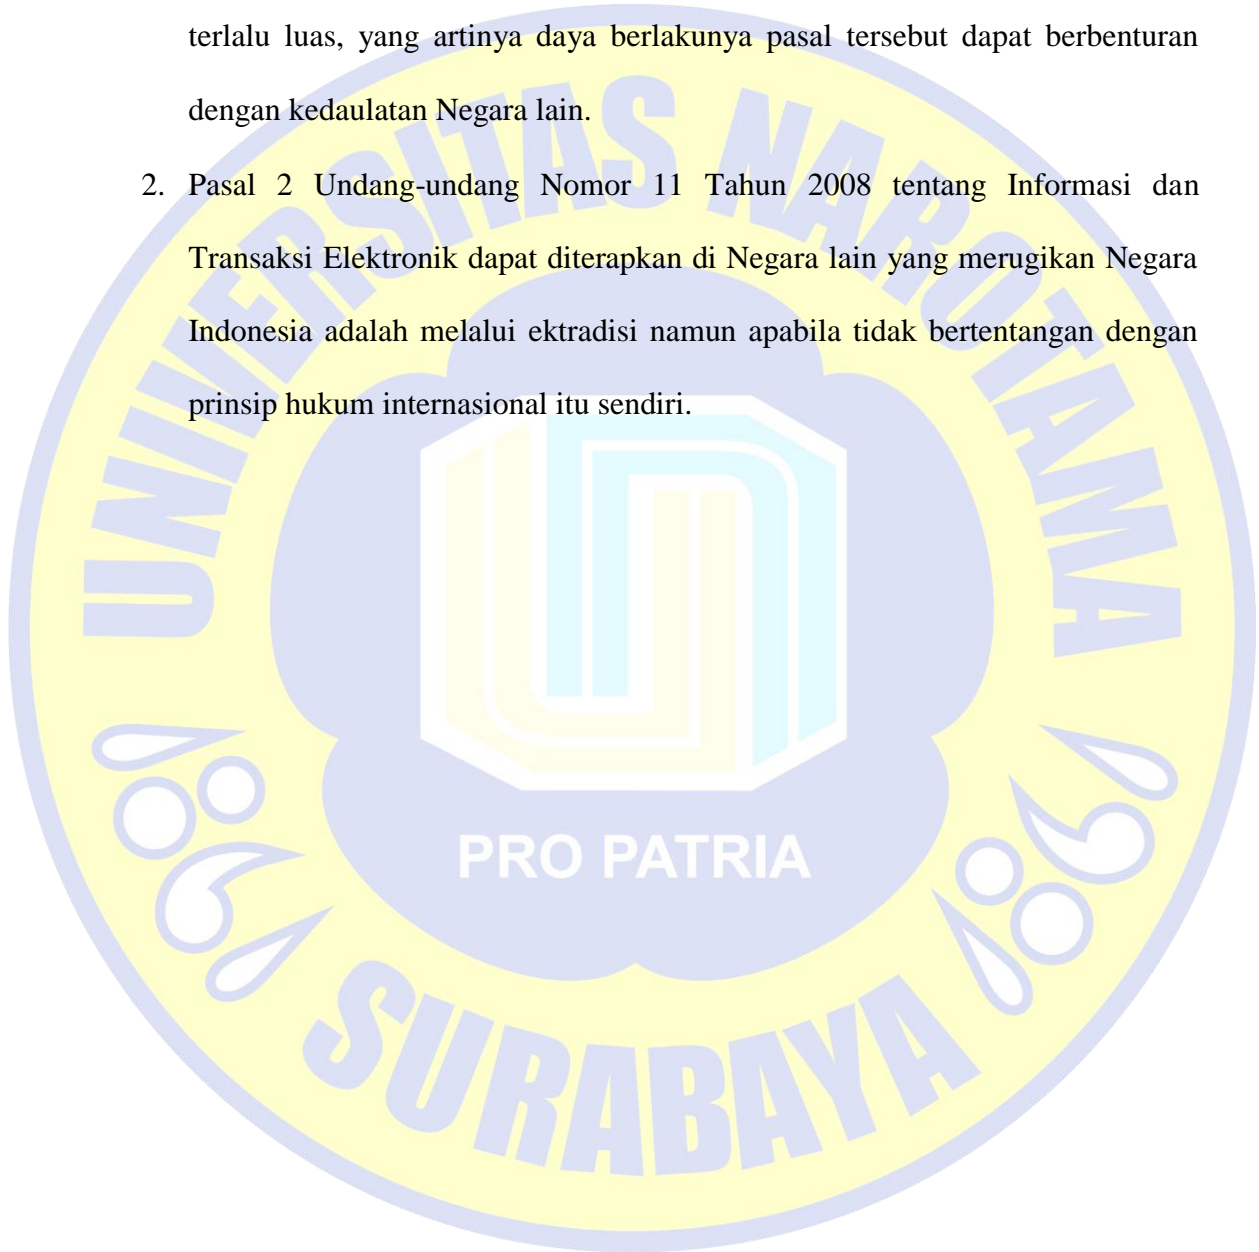 terlalu luas, yang artinya daya berlakunya pasal tersebut dapat berbenturan
dengan kedaulatan Negara lain.
2. Pasal 2 Undang-undang Nomor 11 Tahun 2008 tentang Informasi dan
Transaksi Elektronik dapat diterapkan di Negara lain yang merugikan Negara
Indonesia adalah melalui ektradisi namun apabila tidak bertentangan dengan
prinsip hukum internasional itu sendiri.
UNIVERSITAS NAROTAMA
PRO PATRIA
SURABAYA